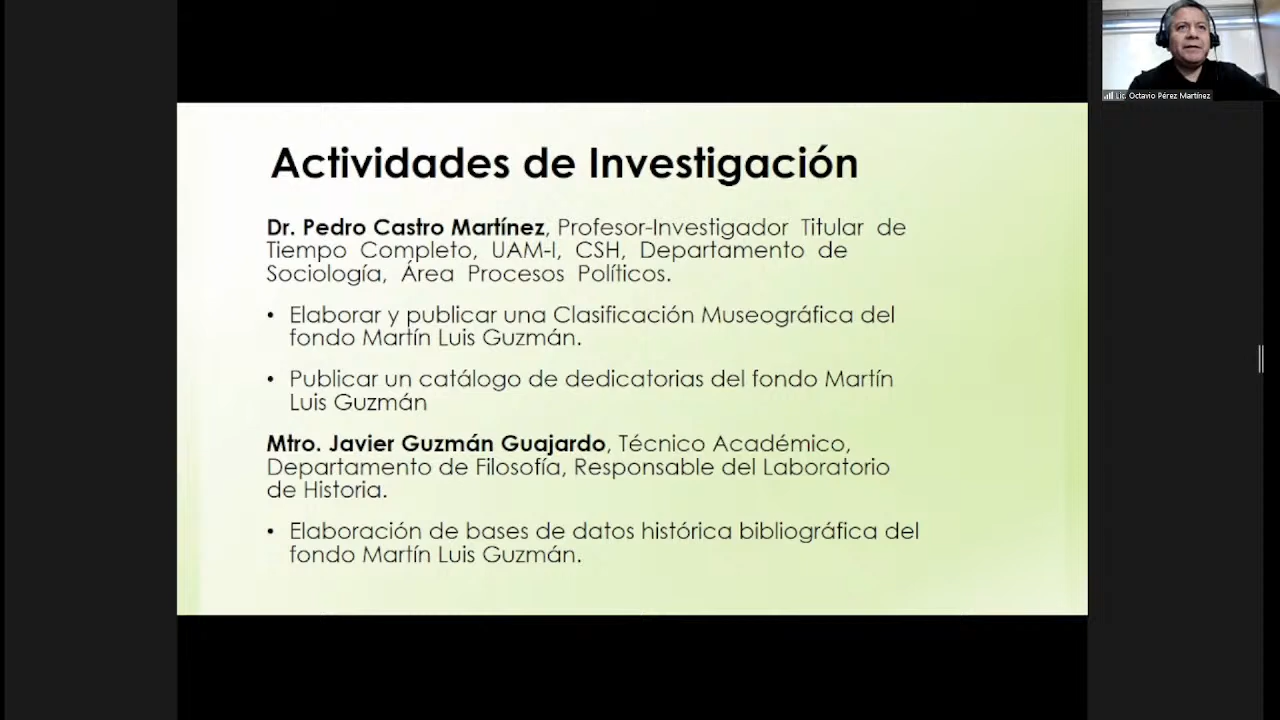 Lic. Octavio Pérez Martínez
Actividades de Investigación
Dr. Pedro Castro Martínez, Profesor-Investigador Titular de
Tiempo Completo, UAM-I, CSH, Departamento de
Sociología, Área Procesos Políticos.
• Elaborar y publicar una Clasificación Museográfica del
fondo Martín Luis Guzmán.
• Publicar un catálogo de dedicatorias del fondo Martín
Luis Guzmán
Mtro. Javier Guzmán Guajardo, Técnico Académico,
Departamento de Filosofía, Responsable del Laboratorio
de Historia.
• Elaboración de bases de datos histórica bibliográfica del
fondo Martín Luis Guzmán.